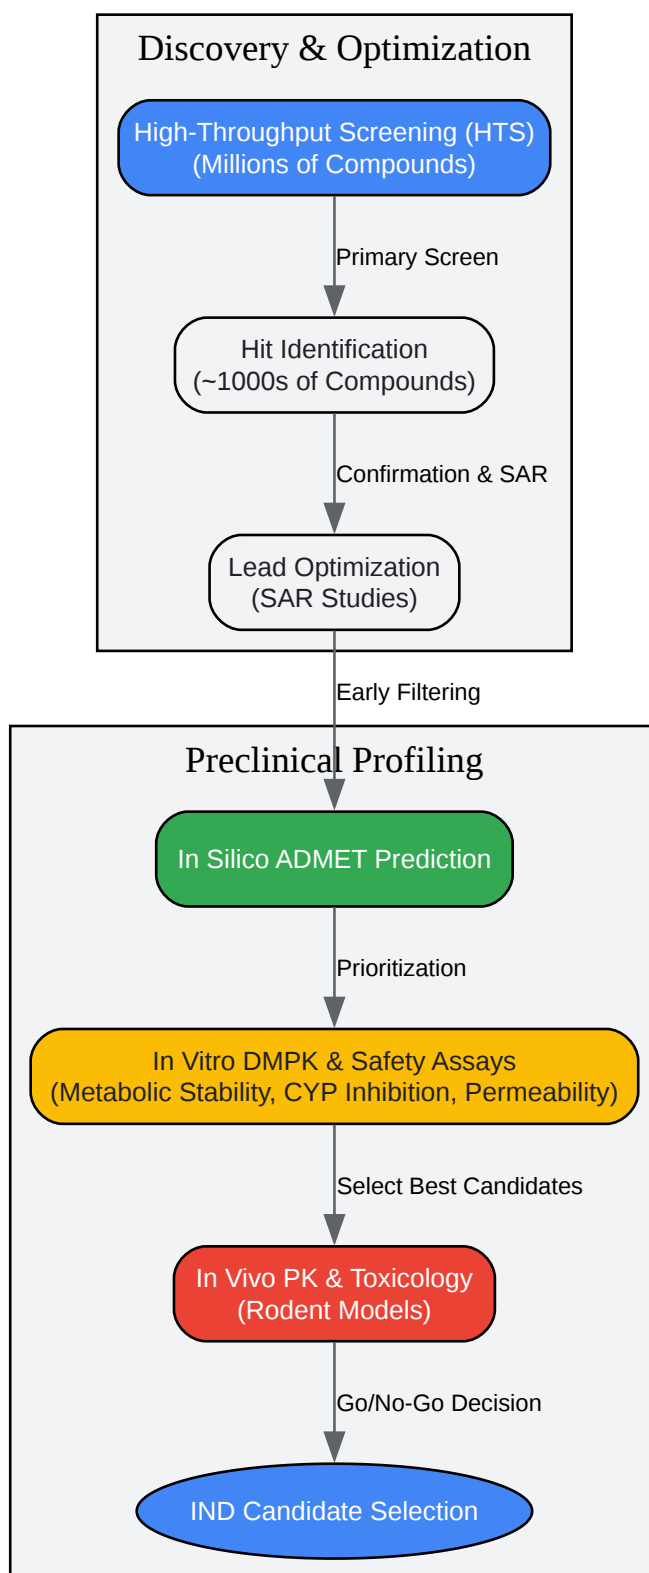 Discovery & Optimization
High-Throughput Screening (HTS)
(Millions of Compounds)
Primary Screen
Hit Identification
(~1000s of Compounds)
Confirmation & SAR
Lead Optimization
(SAR Studies)
Early Filtering
Preclinical Profiling
In Silico ADMET Prediction
Prioritization
In Vitro DMPK & Safety Assays
(Metabolic Stability, CYP Inhibition, Permeability)
Select Best Candidates
In Vivo PK & Toxicology
(Rodent Models)
Go/No-Go Decision
IND Candidate Selection